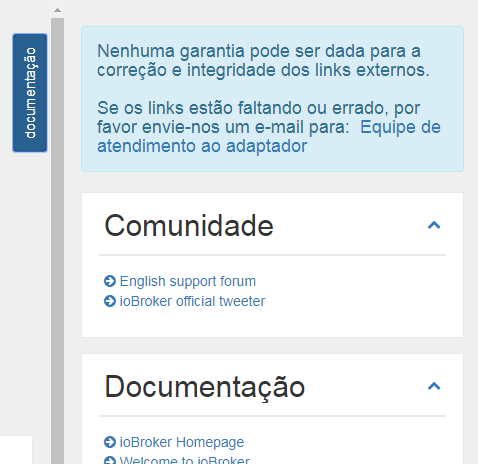 documentação
Nenhuma garantia pode ser dada para a
correção e integridade dos links externos.
Se os links estão faltando ou errado, por
favor envie-nos um e-mail para: Equipe de
atendimento ao adaptador
Comunidade
English support forum
ioBroker official tweeter
Documentação
ioBroker Homepage
Welcome to ioBroker